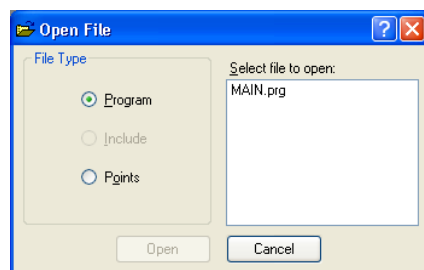 Open File
File Type
Select file to open:
MAIN.prg
Program
Include
Points
Open
Cancel